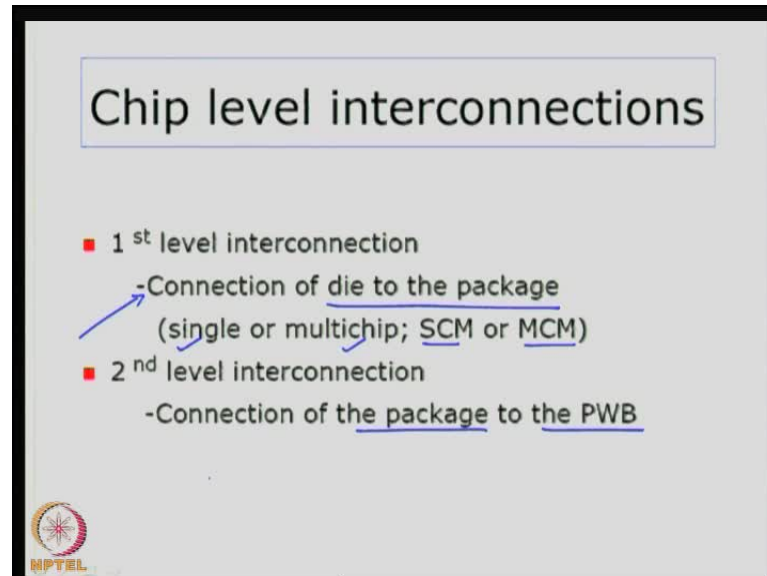 Chip level interconnections
1 st level interconnection
-Connection of die to the package
(single or multichip; SCM or MCM)
2 nd level interconnection
-Connection of the package to the PWB
NPTEL